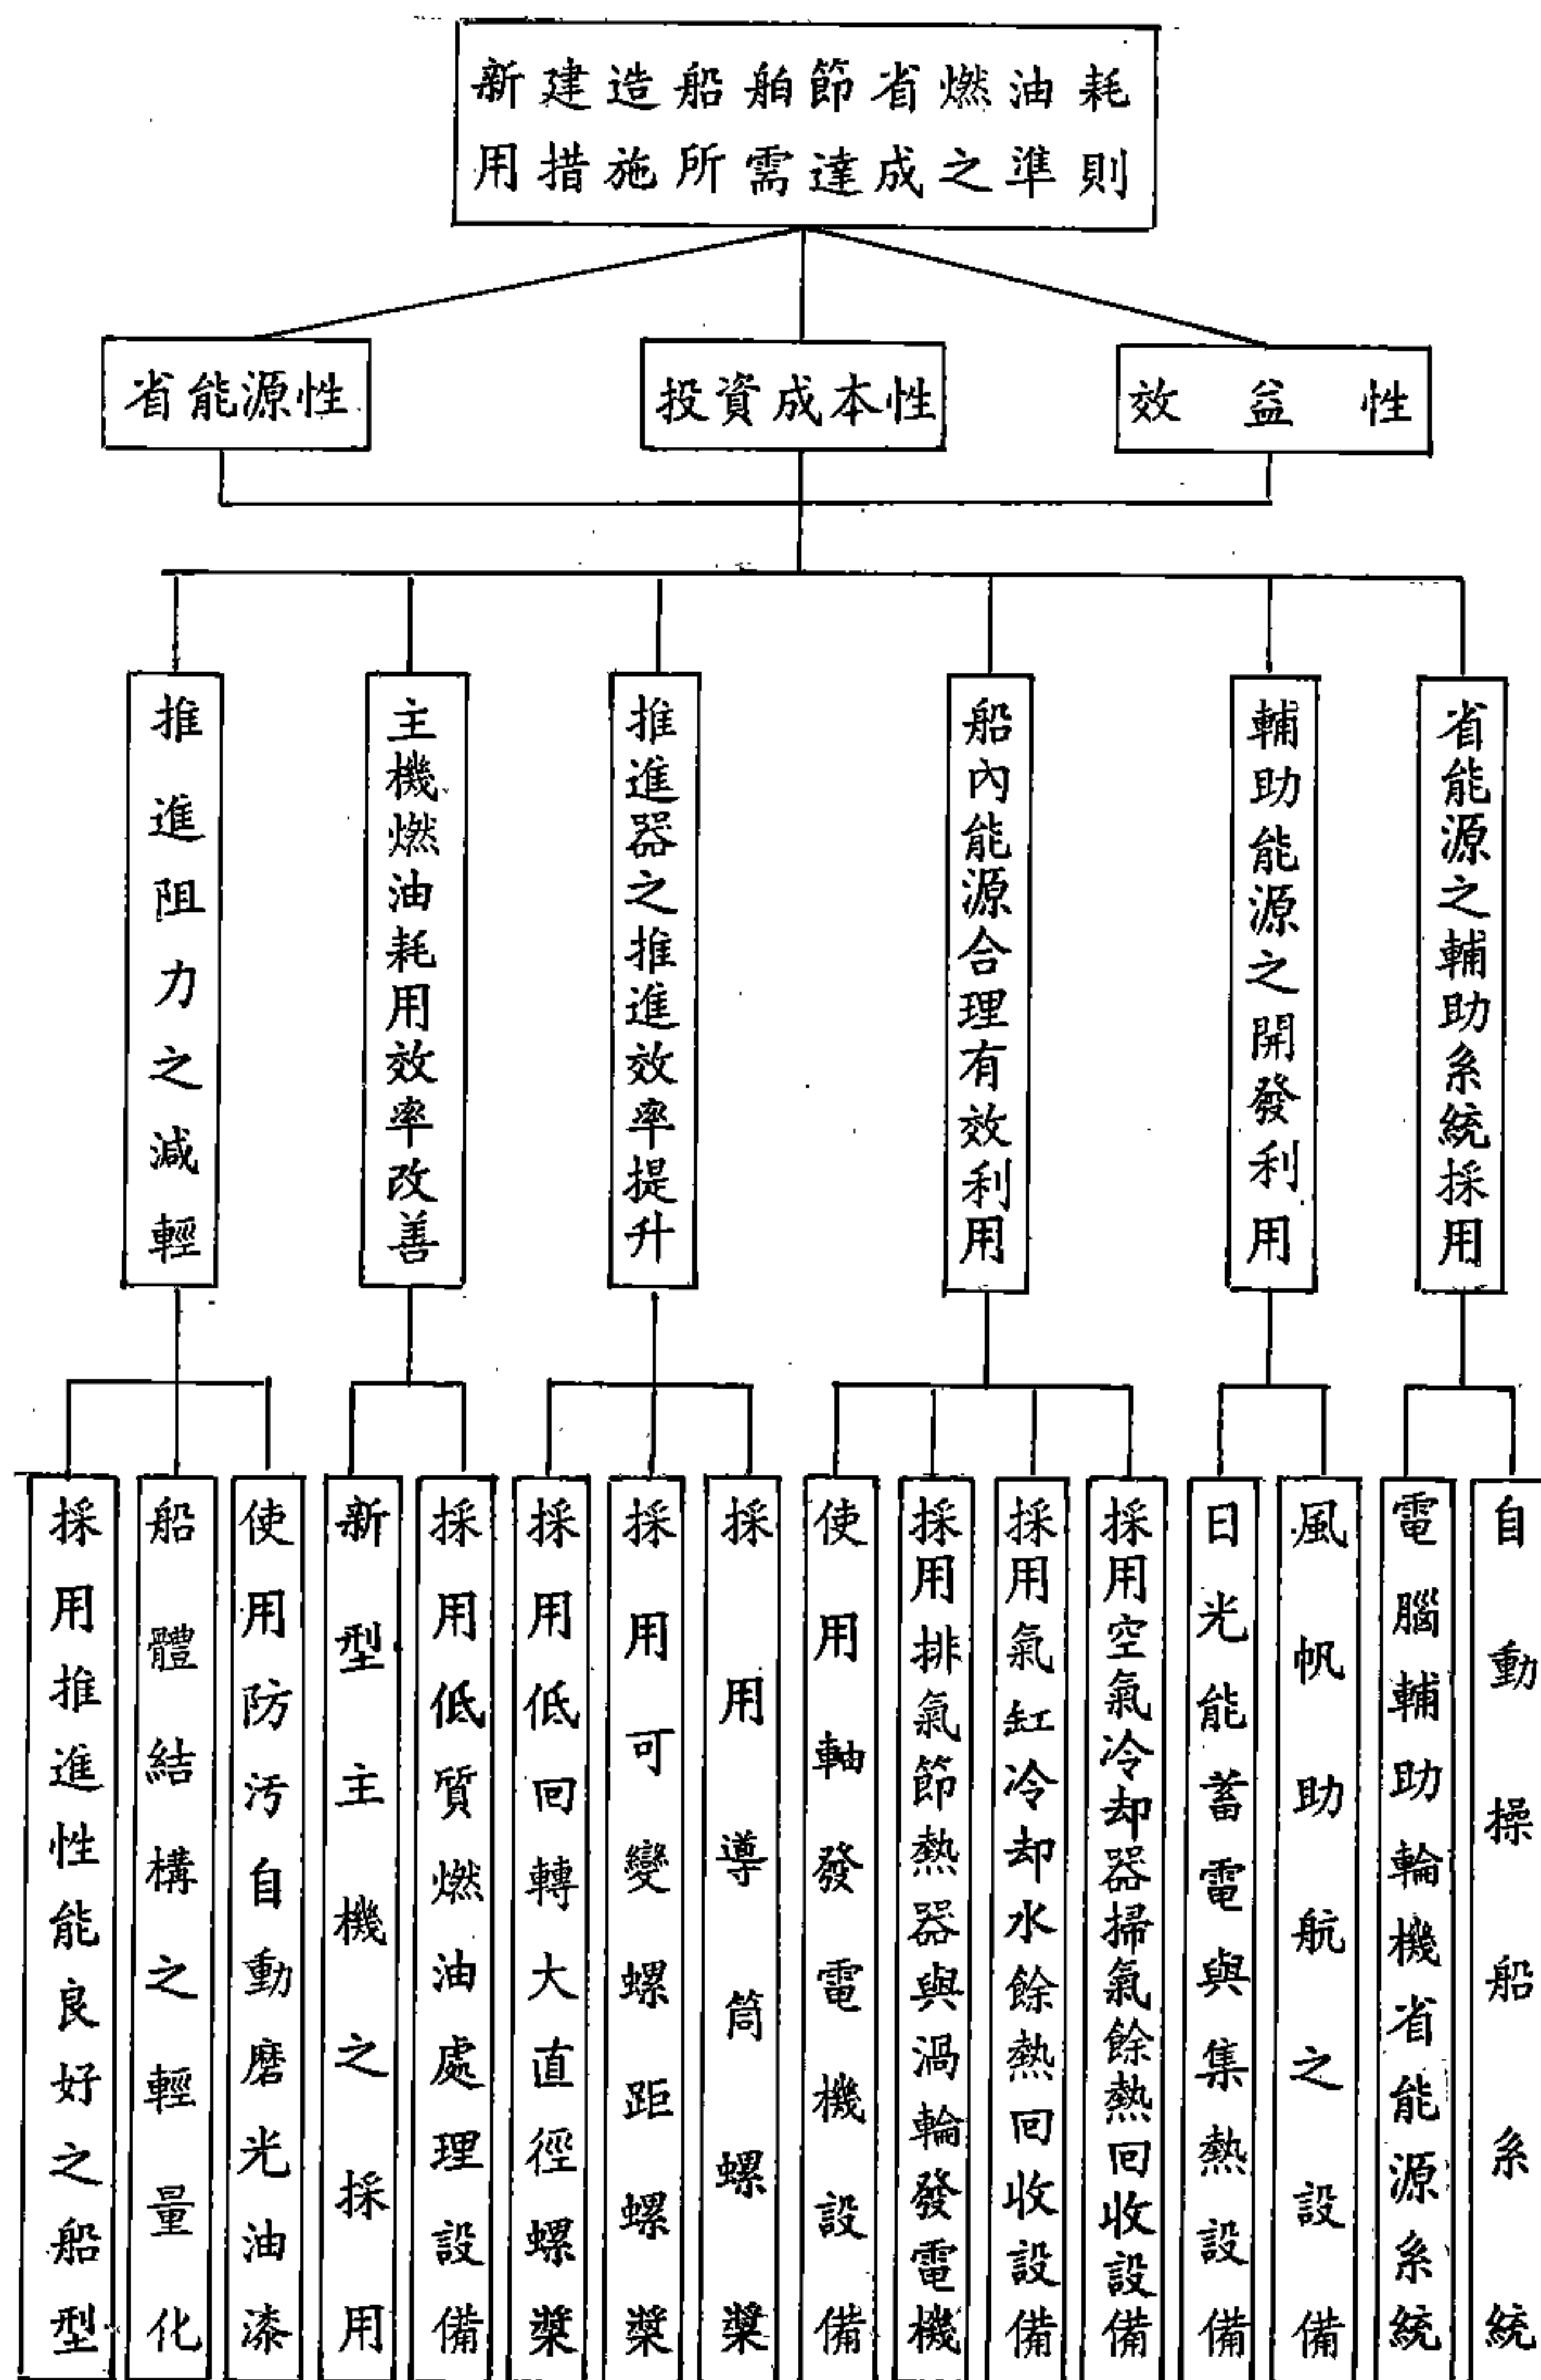 新建造船舶節省燃油耗
用措施所需達成之準則
省能源性
投資成本性
效益性
推進阻力之減輕
主機燃油耗用效率改善
推進器之推進效率提升
船內能源合理有效利用
輔助能源之開發利用
省能源之輔助系統採用
採用推進性能良好之船型
船體結構之輕量化
使用防污自動磨光油漆
新型主機之採用
採用低質燃油處理設備
採用低回轉大直徑螺槳
採用可變螺距螺槳
採用導筒螺槳
使用軸發電機設備
採用排氣節熱器與渦輪發電機
採用氣缸冷却水餘熱回收設備
採用空氣冷却器掃氣餘熱回收設備
日光能蓄電與集熱設備
風帆助航之設備
電腦輔助輪機省能源系統
自動操船系統